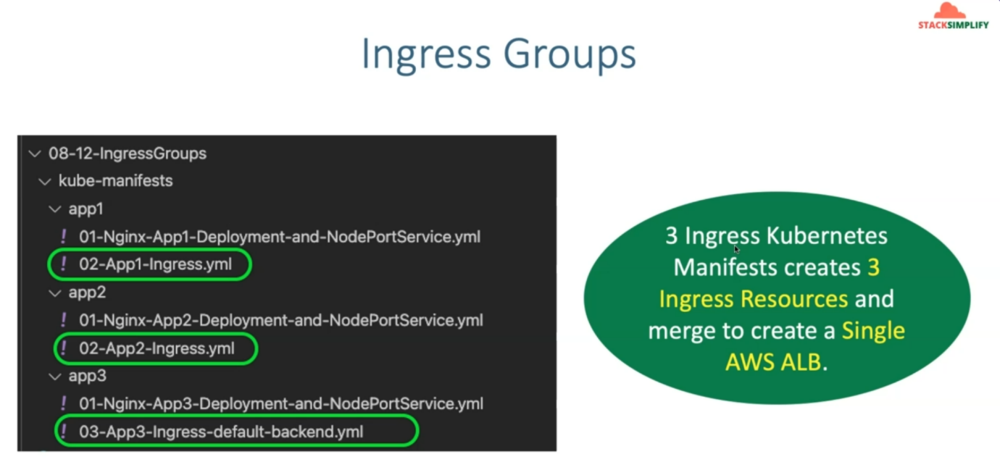 STACKSIMPLIFY
Ingress Groups
08-12-IngressGroups
kube-manifests
app1
! 01-Nginx-App1-Deployment-and-NodePortService.yml
! 02-App1-Ingress.yml
app2
! 01-Nginx-App2-Deployment-and-NodePortService.yml
! 02-App2-Ingress.yml
app3
! 01-Nginx-App3-Deployment-and-NodePortService.yml
! 03-App3-Ingress-default-backend.yml
3 Ingress Kubernetes
Manifests creates 3
Ingress Resources and
merge to create a Single
AWS ALB.